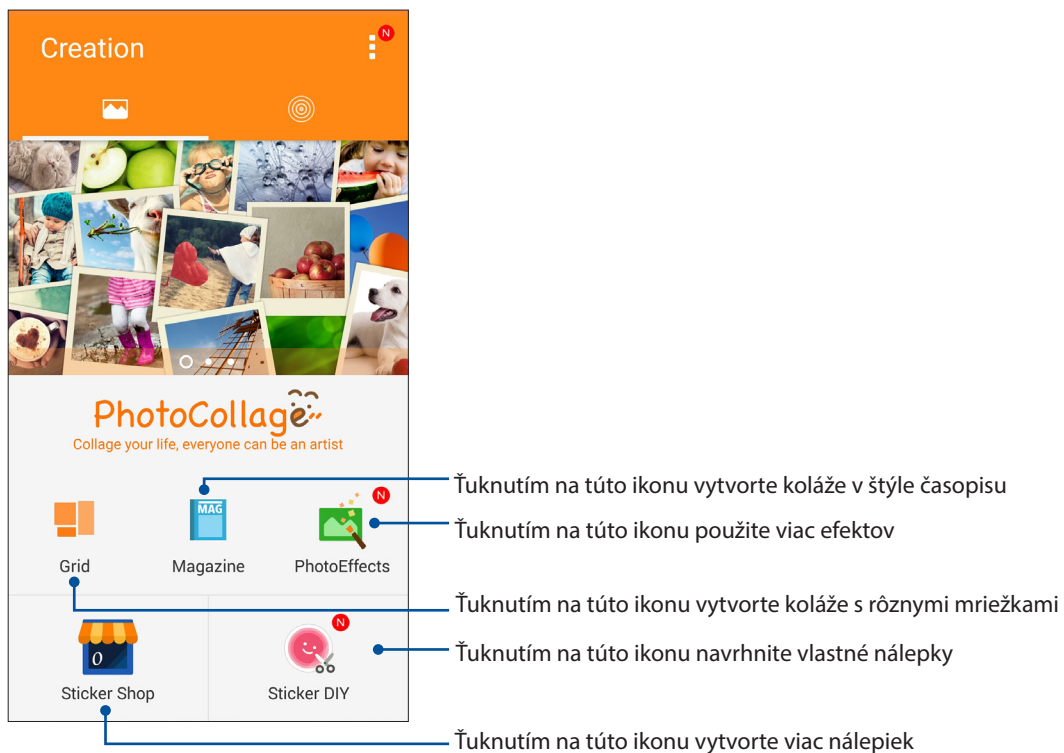 Creation
N
PhotoCollage
Collage your life, everyone can be an artist
MAG
N
Grid
Magazine
PhotoEffects
0
N
Sticker Shop
Sticker DIY
Ťuknutím na túto ikonu vytvorte koláže v štýle časopisu
Ťuknutím na túto ikonu použite viac efektov
Ťuknutím na túto ikonu vytvorte koláže s rôznymi mriežkami
Ťuknutím na túto ikonu navrhnite vlastné nálepky
Ťuknutím na túto ikonu vytvorte viac nálepiek